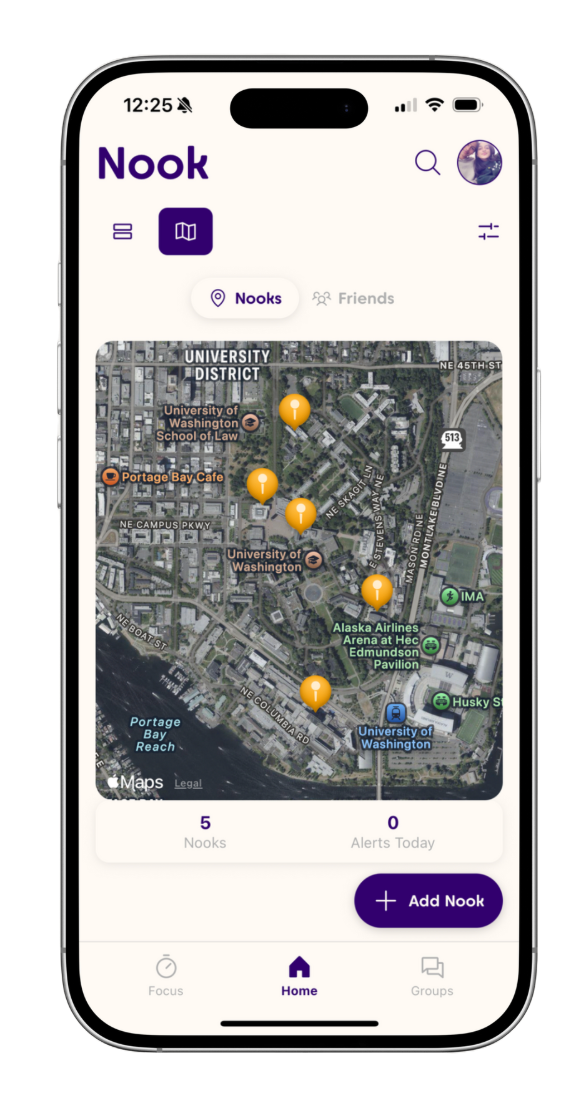 12:25
Nook
Nooks
Friends
UNIVERSITY
DISTRICT
NE 45TH ST
University of
Washington
School of Law
513
Portage Bay Cafe
NE SKAGIT LN
E STEVENS WAY NE
MASON RD NE
MONTLAKE BLVD NE
NE CAMPUS PKWY
University of
Washington
IMA
NE BOAT ST
Alaska Airlines
Arena at Hec
Edmundson
Pavilion
W
NE COLUMBIA RD
Husky St
Portage
Bay
Reach
University of
Washington
Maps
Legal
5
Nooks
0
Alerts Today
Add Nook
Focus
Home
Groups